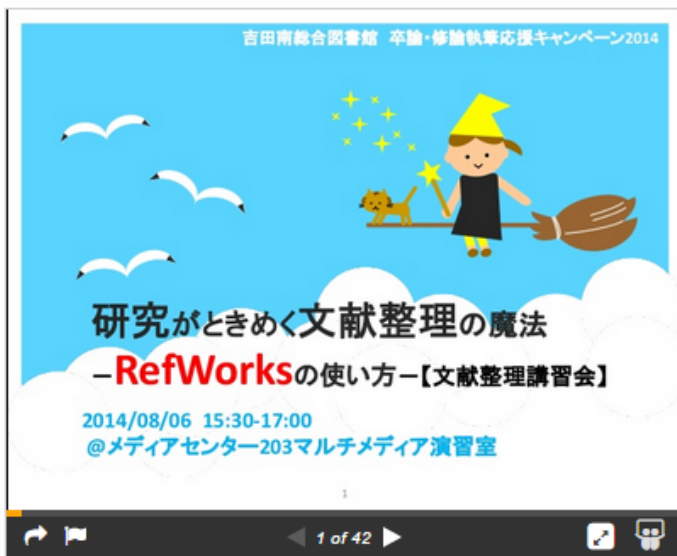 吉田南総合図書館 卒論・修論執筆応援キャンペーン2014
研究がときめく文献整理の魔法
－RefWorksの使い方－【文献整理講習会】
2014/08/06 15:30-17:00
@メディアセンター203マルチメディア演習室
1
1 of 42